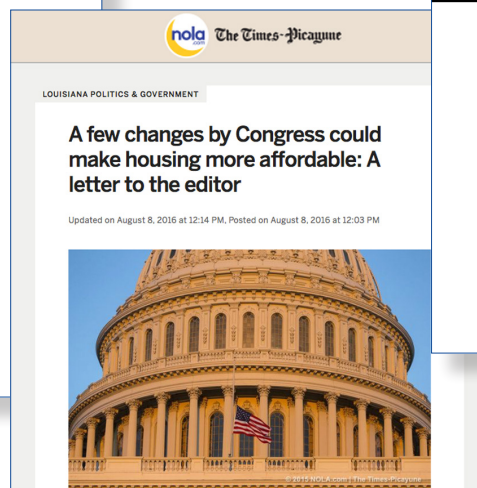 nola
.com
The Times-Picayune
LOUISIANA POLITICS & GOVERNMENT
A few changes by Congress could
make housing more affordable: A
letter to the editor
Updated on August 8, 2016 at 12:14 PM, Posted on August 8, 2016 at 12:03 PM
© 2015 NOLA.com | The Times-Picayune